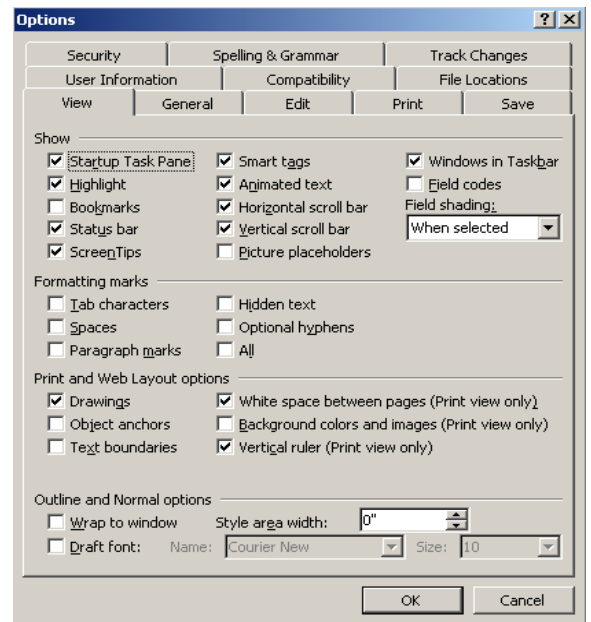 Options
Security Spelling & Grammar Track Changes
User Information Compatibility File Locations
View General Edit Print Save
Show
Startup Task Pane Smart tags Windows in Taskbar
Highlight Animated text Field codes
Bookmarks Horizontal scroll bar Field shading:
Status bar Vertical scroll bar When selected
ScreenTips Picture placeholders
Formatting marks
Tab characters Hidden text
Spaces Optional hyphens
Paragraph marks All
Print and Web Layout options
Drawings White space between pages (Print view only)
Object anchors Background colors and images (Print view only)
Text boundaries Vertical ruler (Print view only)
Outline and Normal options
Wrap to window Style area width: 0"
Draft font: Name: Courier New Size: 10
OK Cancel